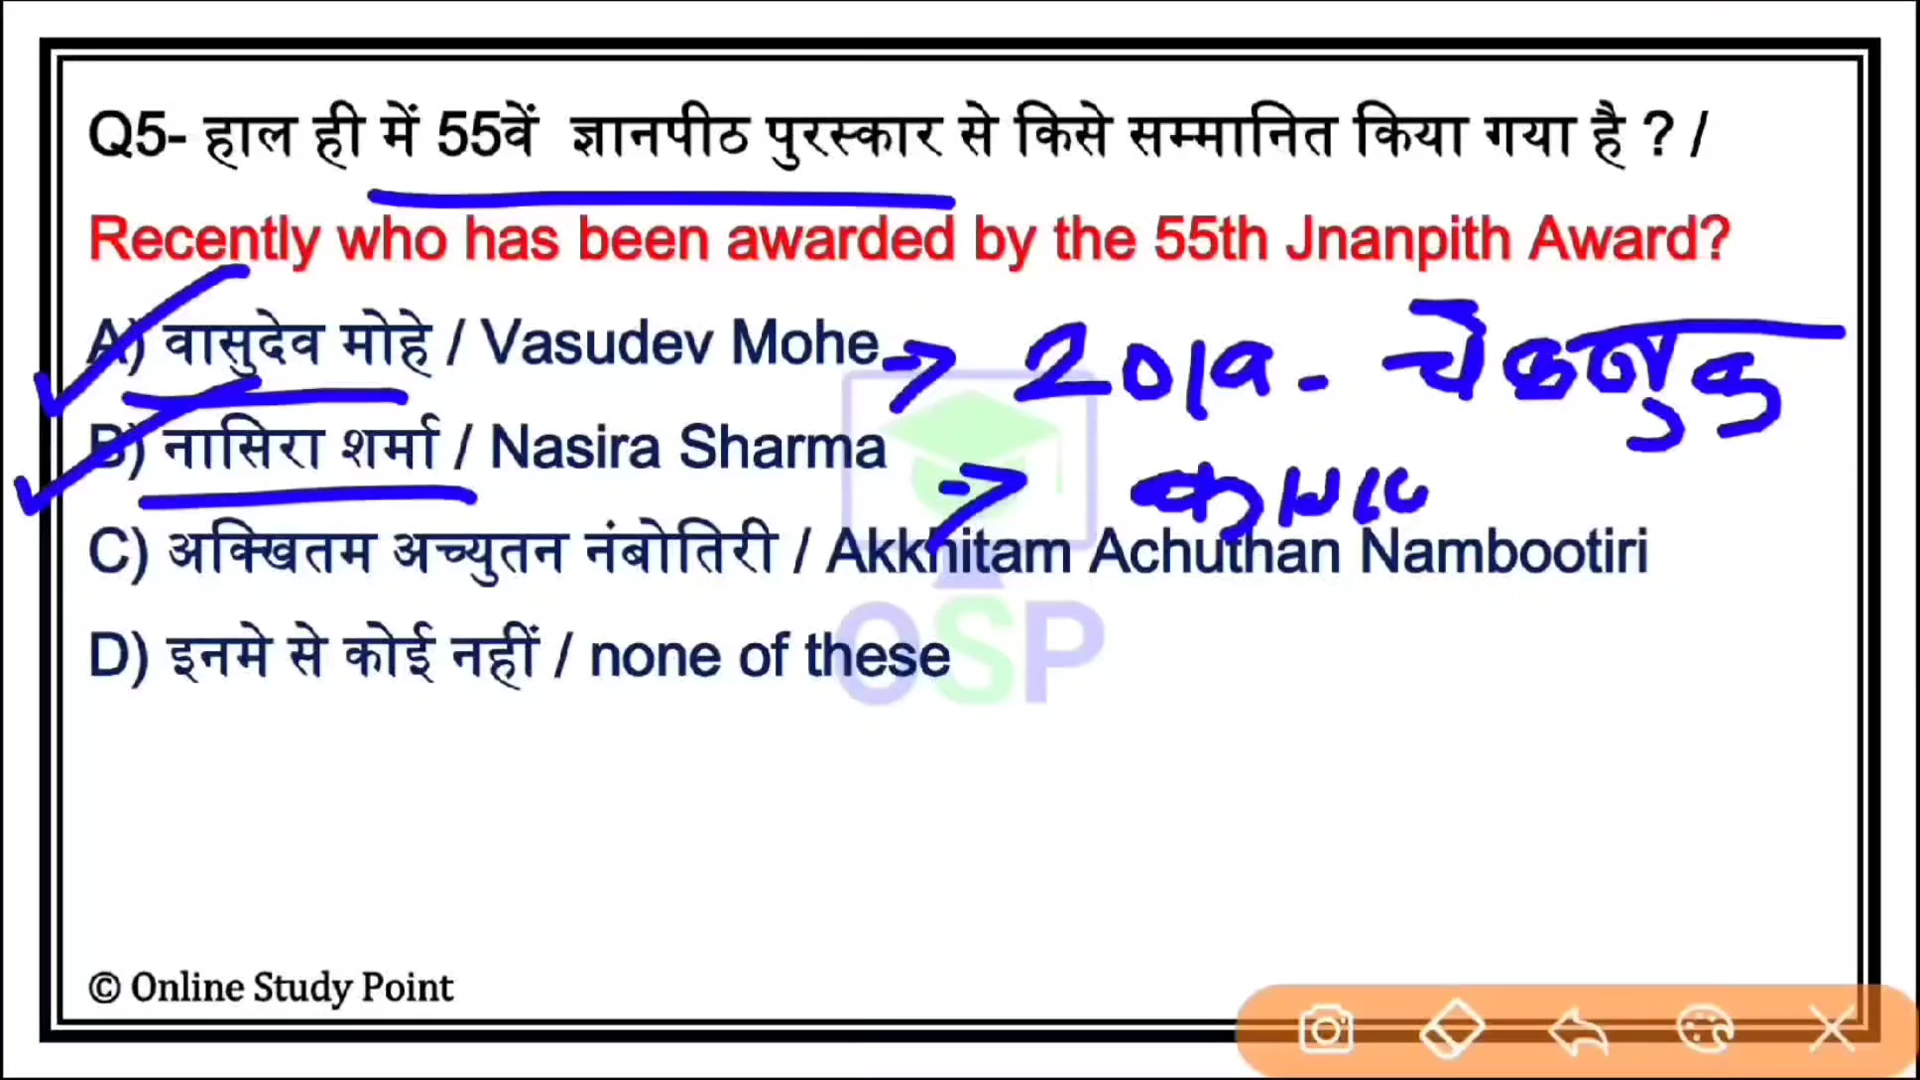 Q5- हाल ही में 55वें ज्ञानपीठ पुरस्कार से किसे सम्मानित किया गया है ? /
Recently who has been awarded by the 55th Jnanpith Award?
A) वासुदेव मोहे / Vasudev Mohe → 2019 -
B) नासिरा शर्मा / Nasira Sharma →
C) अक्खितम अच्युतन नंबोतिरी / Akkhitam Achuthan Nambootiri
D) इनमे से कोई नहीं / none of these
OSP
© Online Study Point